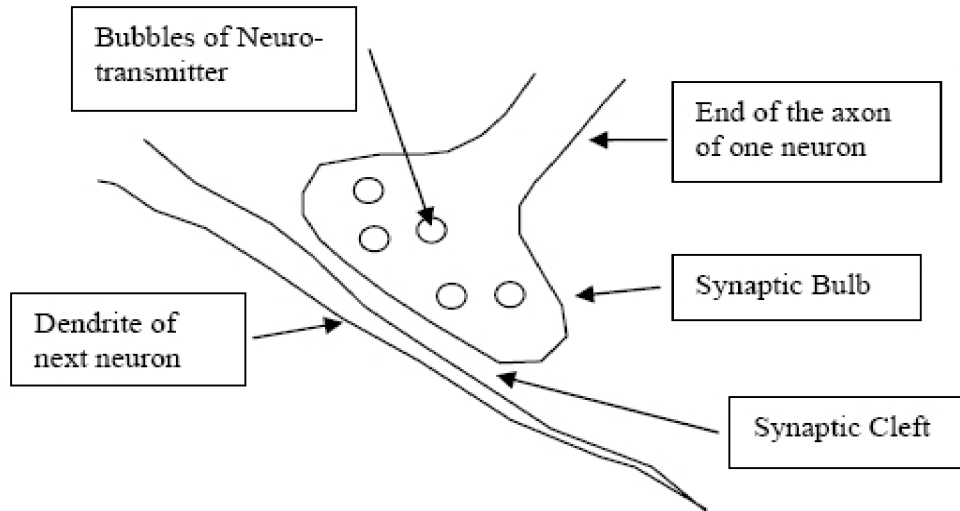 Bubbles of Neuro-
transmitter
End of the axon
of one neuron
Synaptic Bulb
Dendrite of
next neuron
Synaptic Cleft